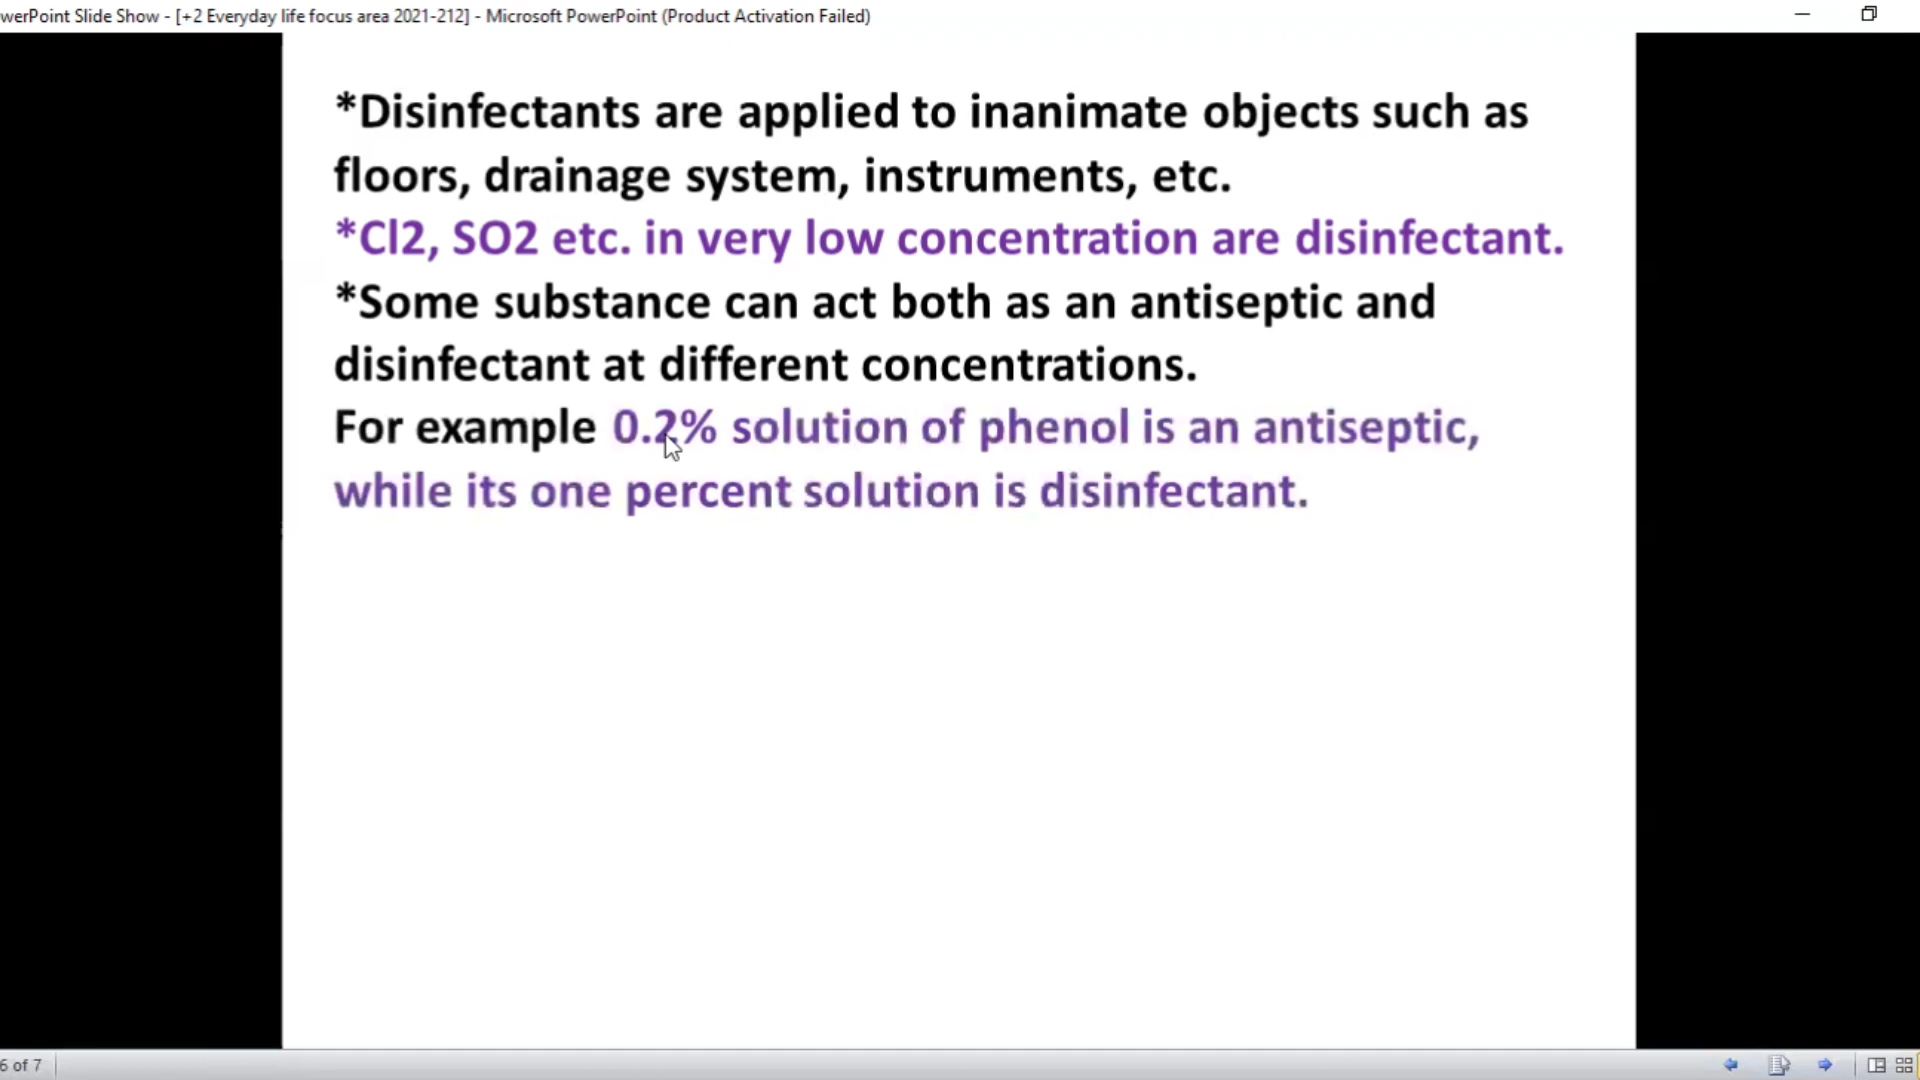 werPoint Slide Show - [+2 Everyday life focus area 2021-212] - Microsoft PowerPoint (Product Activation Failed)
*Disinfectants are applied to inanimate objects such as
floors, drainage system, instruments, etc.
*Cl2, SO2 etc. in very low concentration are disinfectant.
*Some substance can act both as an antiseptic and
disinfectant at different concentrations.
For example 0.2% solution of phenol is an antiseptic,
while its one percent solution is disinfectant.
6 of 7